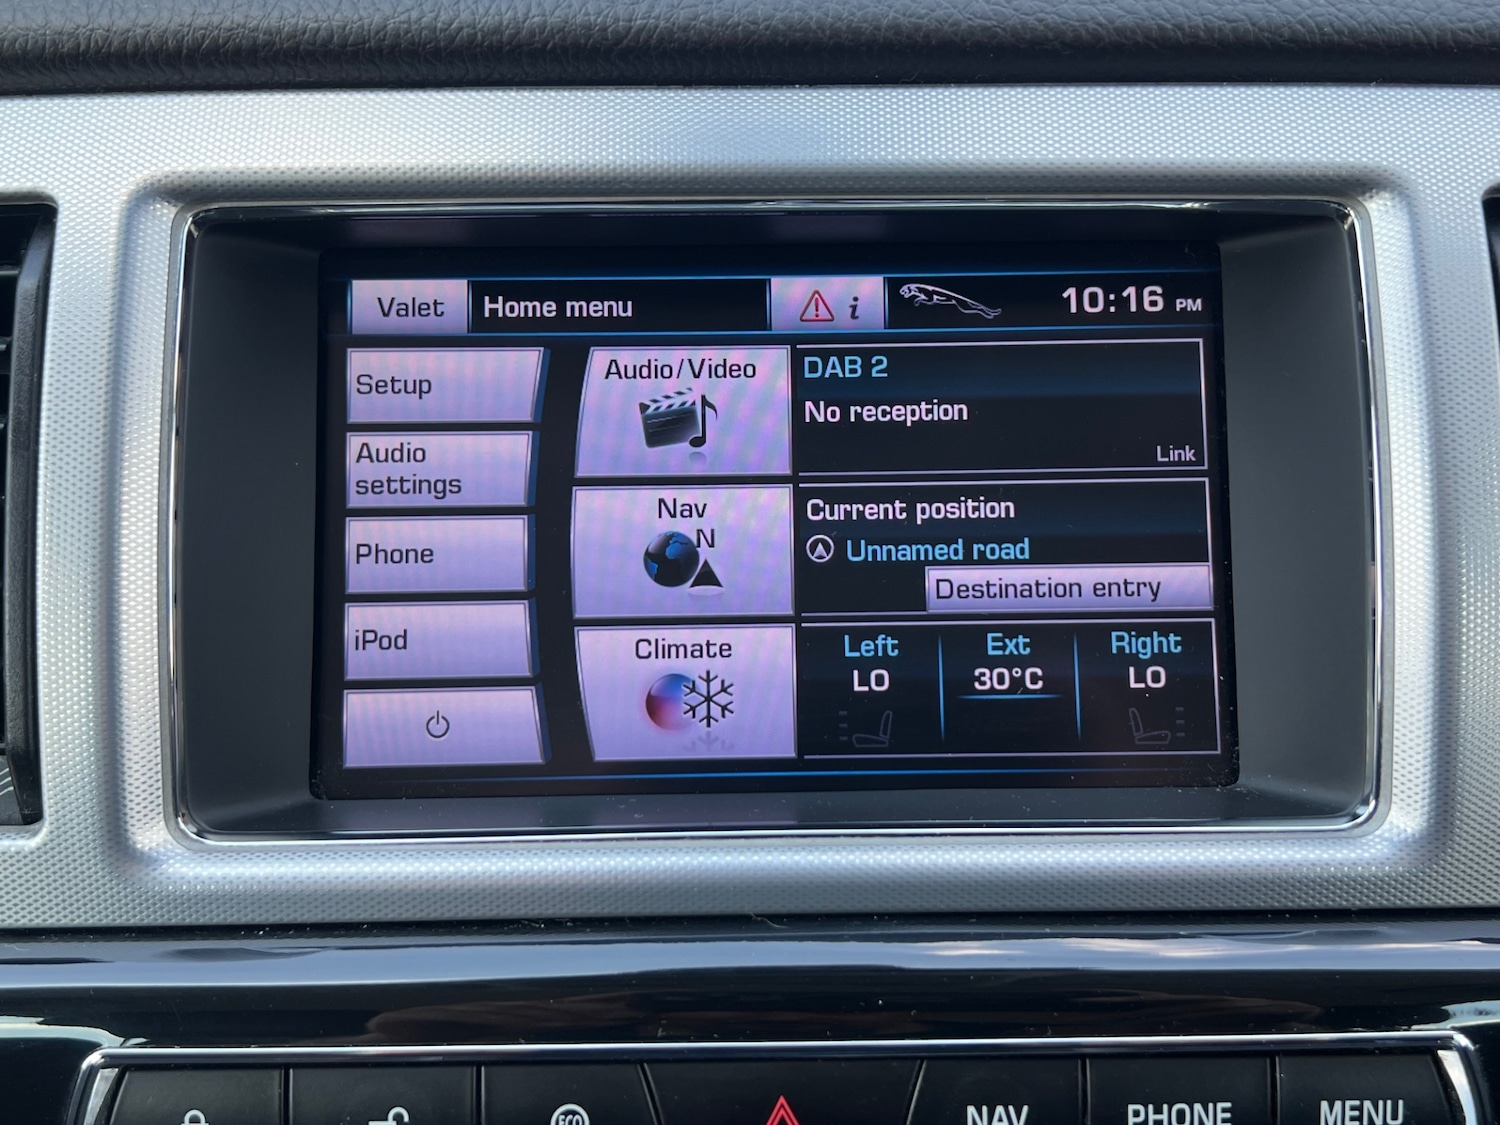 Valet
Home menu
i
10:16 PM
Setup
Audio
settings
Phone
iPod
Audio/Video
Nav
N
Climate
DAB 2
No reception
Link
Current position
Unnamed road
Destination entry
Left
LO
Ext
30°C
Right
LO
ECO
NAV
PHONE
MENU